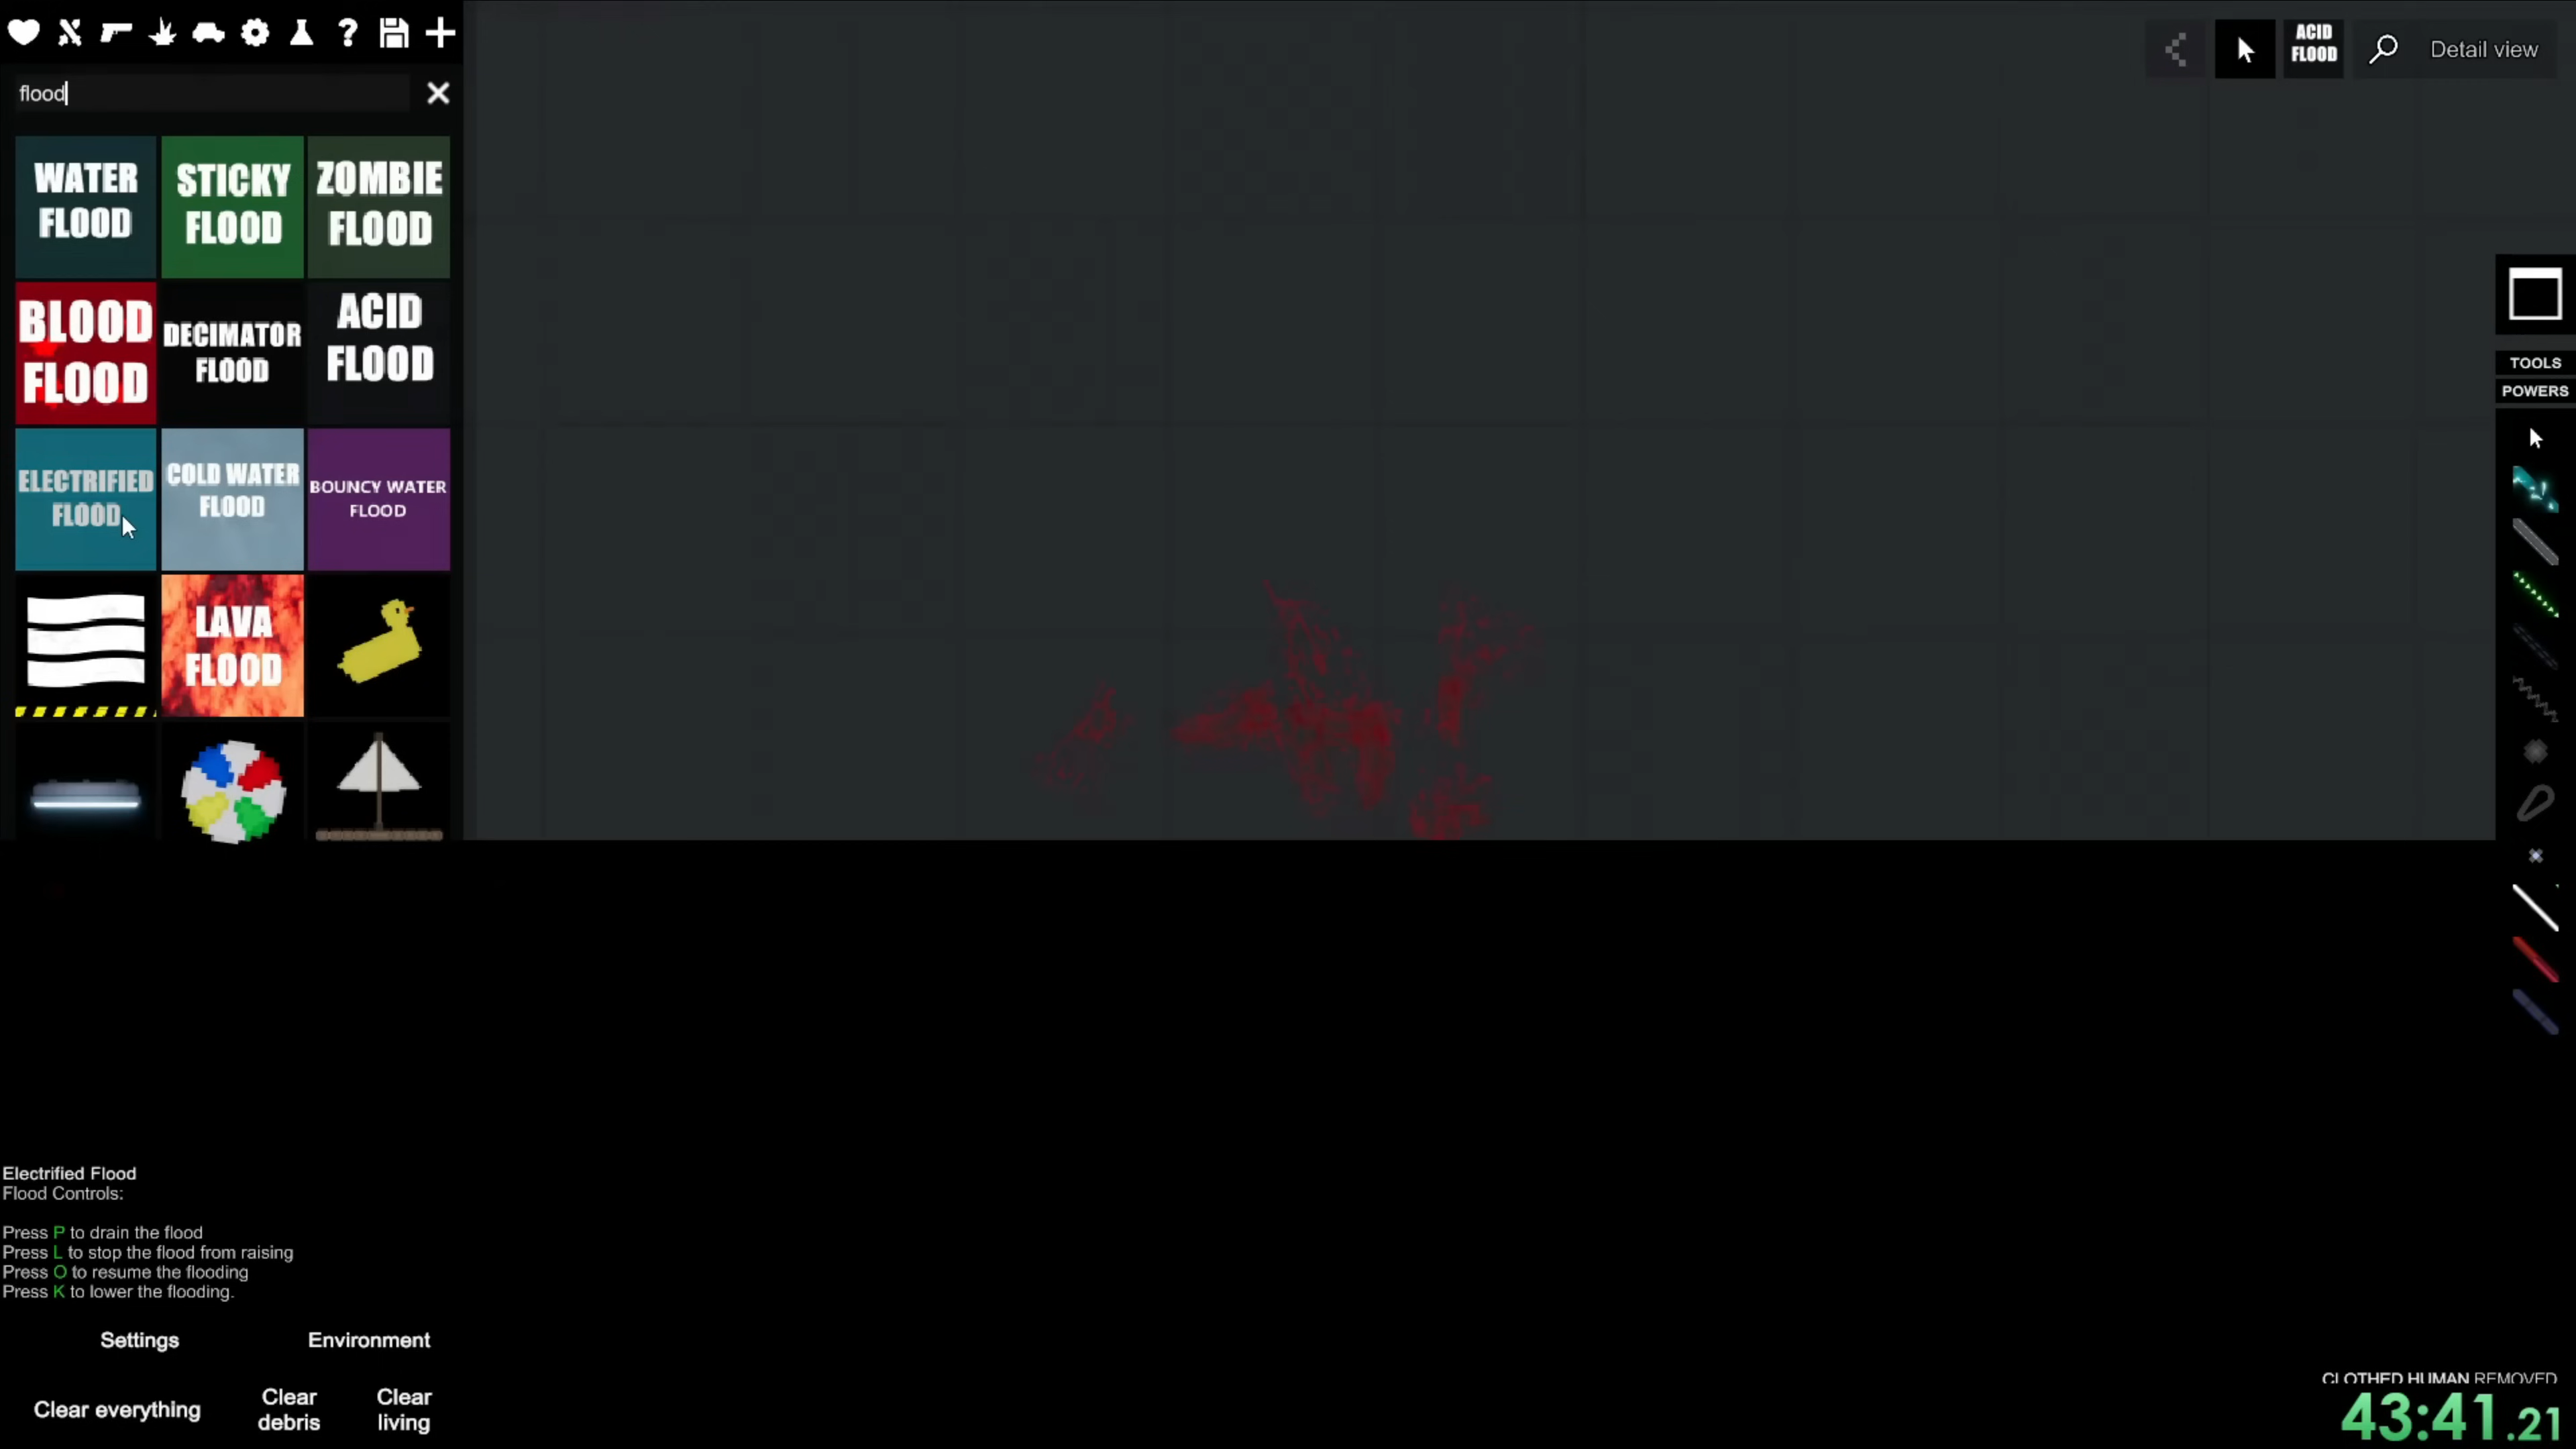 flood
ACID
FLOOD
Detail view
WATER
FLOOD
STICKY
FLOOD
ZOMBIE
FLOOD
BLOOD
FLOOD
DECIMATOR
FLOOD
ACID
FLOOD
ELECTRIFIED
FLOOD
COLD WATER
FLOOD
BOUNCY WATER
FLOOD
LAVA
FLOOD
TOOLS
POWERS
Electrified Flood
Flood Controls:
Press P to drain the flood
Press L to stop the flood from raising
Press O to resume the flooding
Press K to lower the flooding.
Settings
Environment
Clear everything
Clear
debris
Clear
living
CLOTHED HUMAN REMOVED
43:41.21